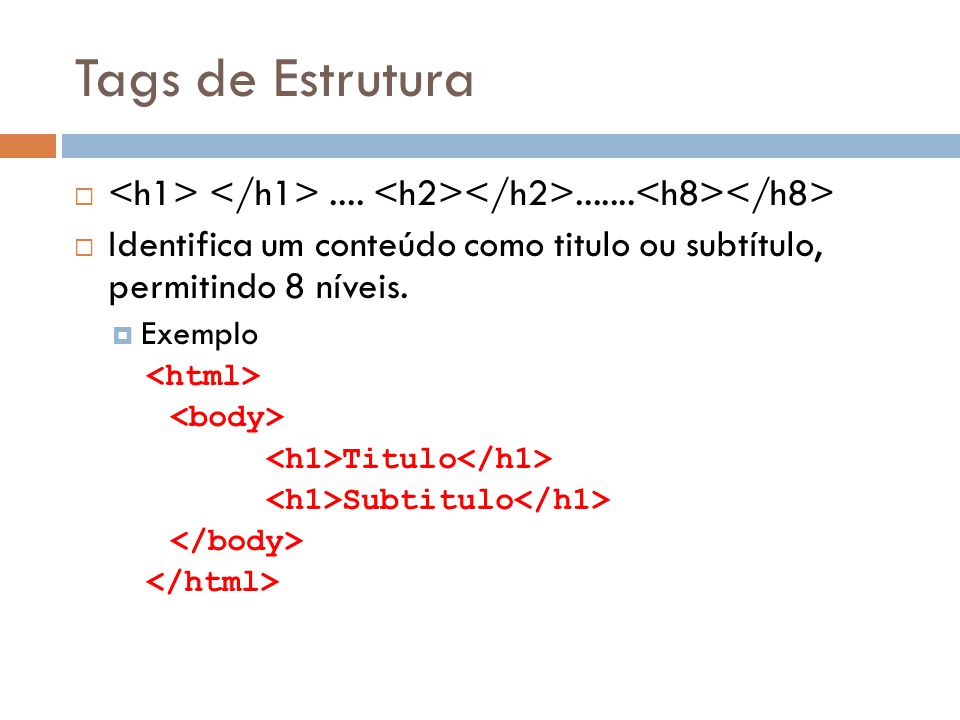 Tags de Estrutura
<h1> </h1> .... <h2></h2>.......<h8></h8>
Identifica um conteúdo como titulo ou subtítulo,
permitindo 8 níveis.
Exemplo
<html>
<body>
<h1>Titulo</h1>
<h1>Subtitulo</h1>
</body>
</html>